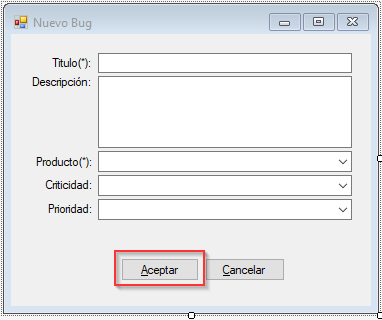 Nuevo Bug
Titulo(*):
Descripción:
Producto(*):
Criticidad:
Prioridad:
Aceptar Cancelar